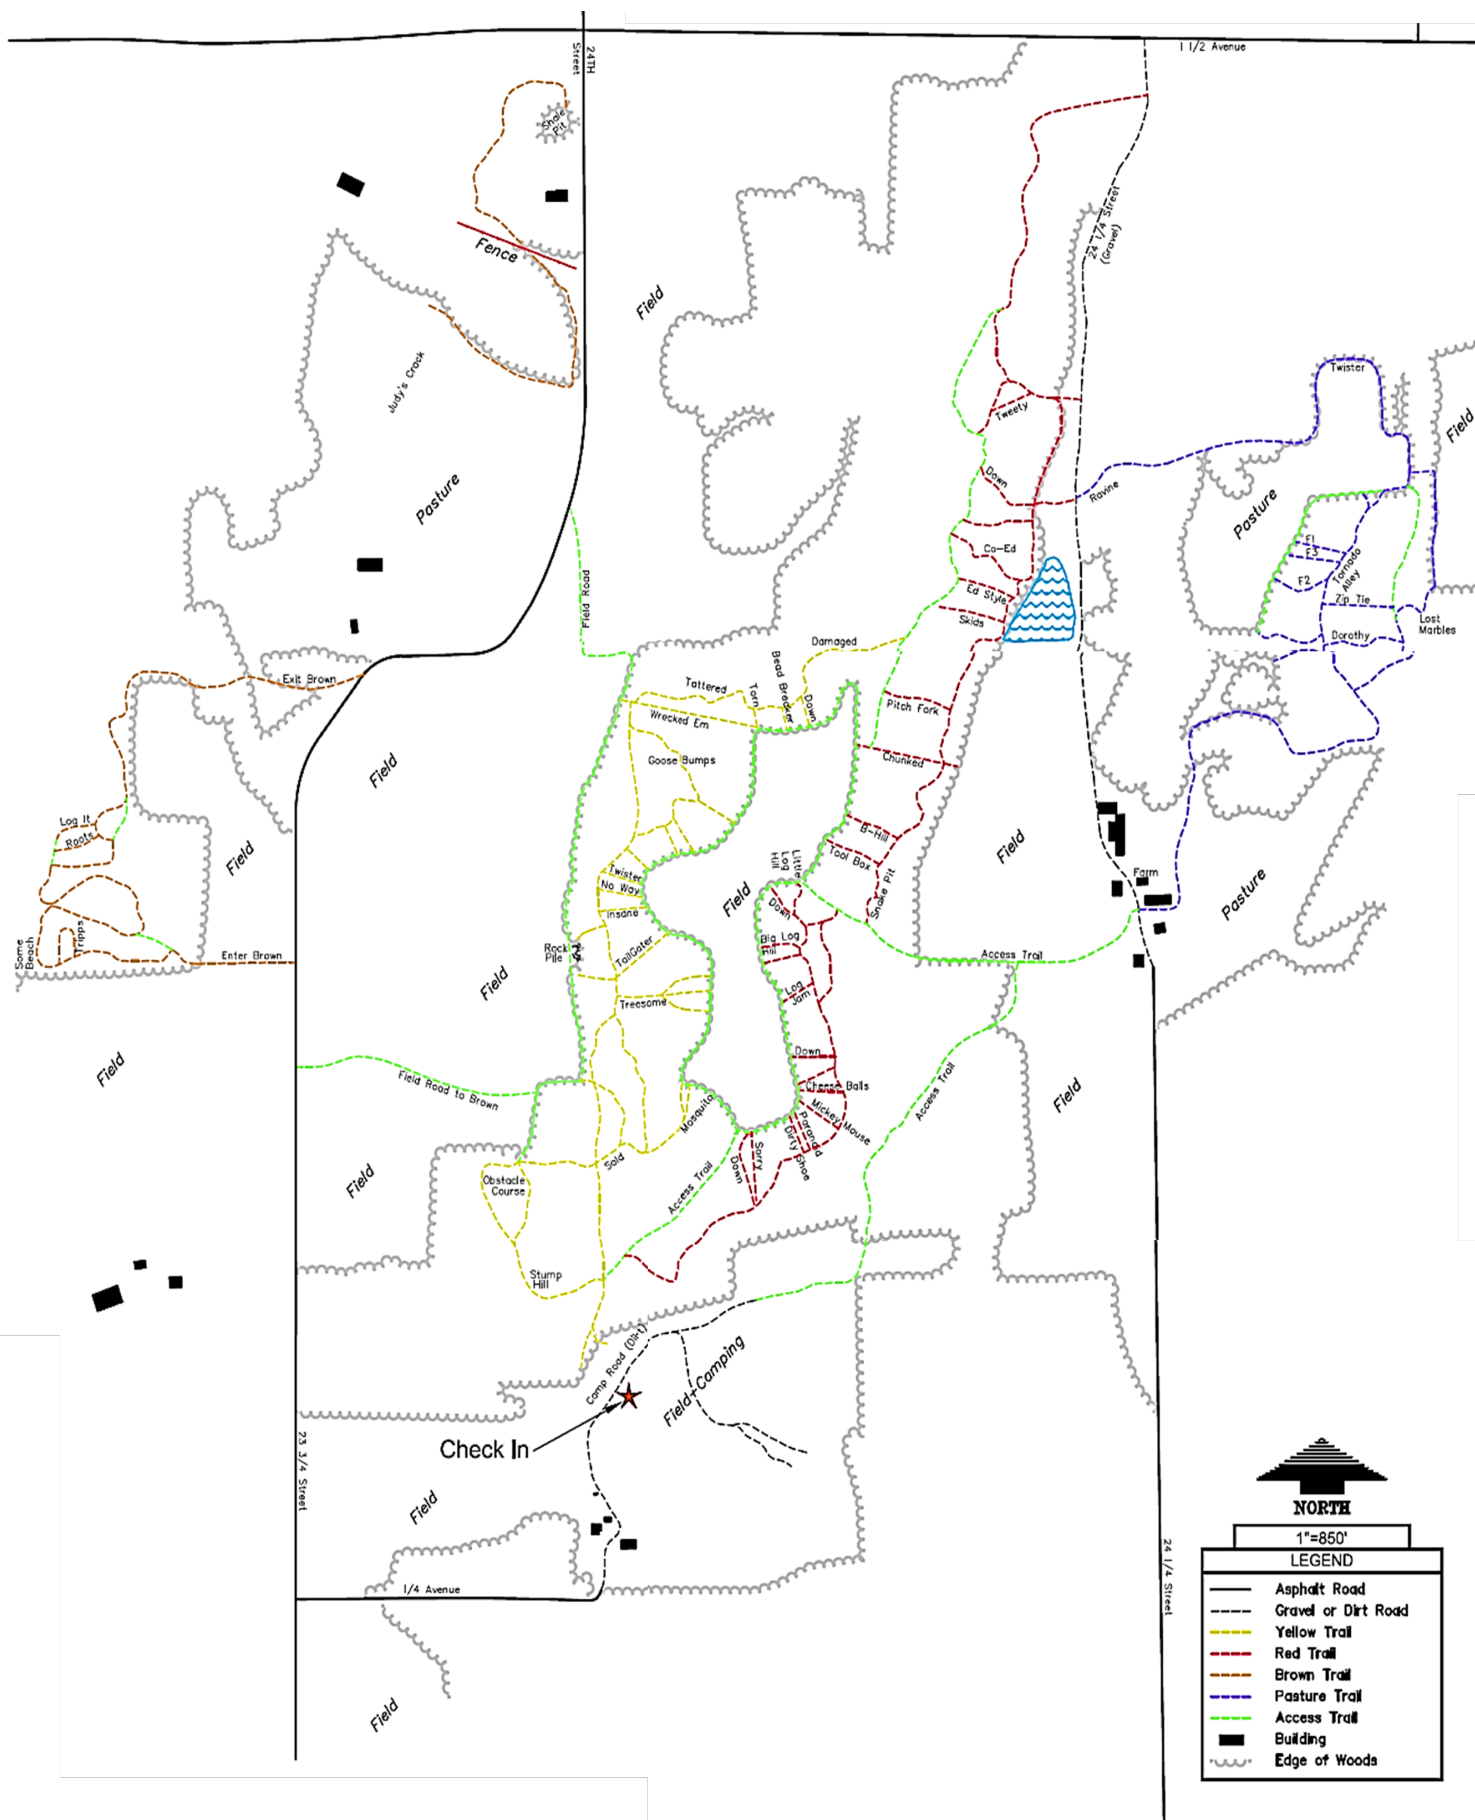 1 1/2 Avenue
24TH
Street
Shale
Pit
Fence
24 1/4 Street
(Gravel)
Field
Judy's Crack
Twister
Field
Tweety
Pasture
Down
Ravine
Pasture
Co-Ed
F1
F3
Tornado
Alley
F2
Field Road
Ed Style
Zip Tie
Skids
Lost
Marbles
Dorothy
Damaged
Exit Brown
Tattered
Torn
Bead Breaker
Down
Pitch Fork
Wrecked Em
Goose Bumps
Chunked
Field
Log It
Roots
B-Hill
Field
Tool Box
Little
Log
Hill
Field
Farm
Twister
No Way
Snake Pit
Field
Pasture
Down
Insane
Tripps
Some
Beach
Enter Brown
Rock
Pile
TailGater
Big Log
Hill
Access Trail
Field
Treesome
Log
Jam
Field
Down
Field Road to Brown
Cheese Balls
Access Trail
Field
Mosquito
Mickey Mouse
Paranoid
Dirty Shoe
Sorry
Down
Sold
Access Trail
Field
Obstacle
Course
Stump
Hill
Camp Road (Dirt)
Field-Camping
Check In
23 3/4 Street
Field
NORTH
1"=850'
LEGEND
24 1/4 Street
1/4 Avenue
Asphalt Road
Gravel or Dirt Road
Yellow Trail
Red Trail
Brown Trail
Pasture Trail
Access Trail
Building
Edge of Woods
Field